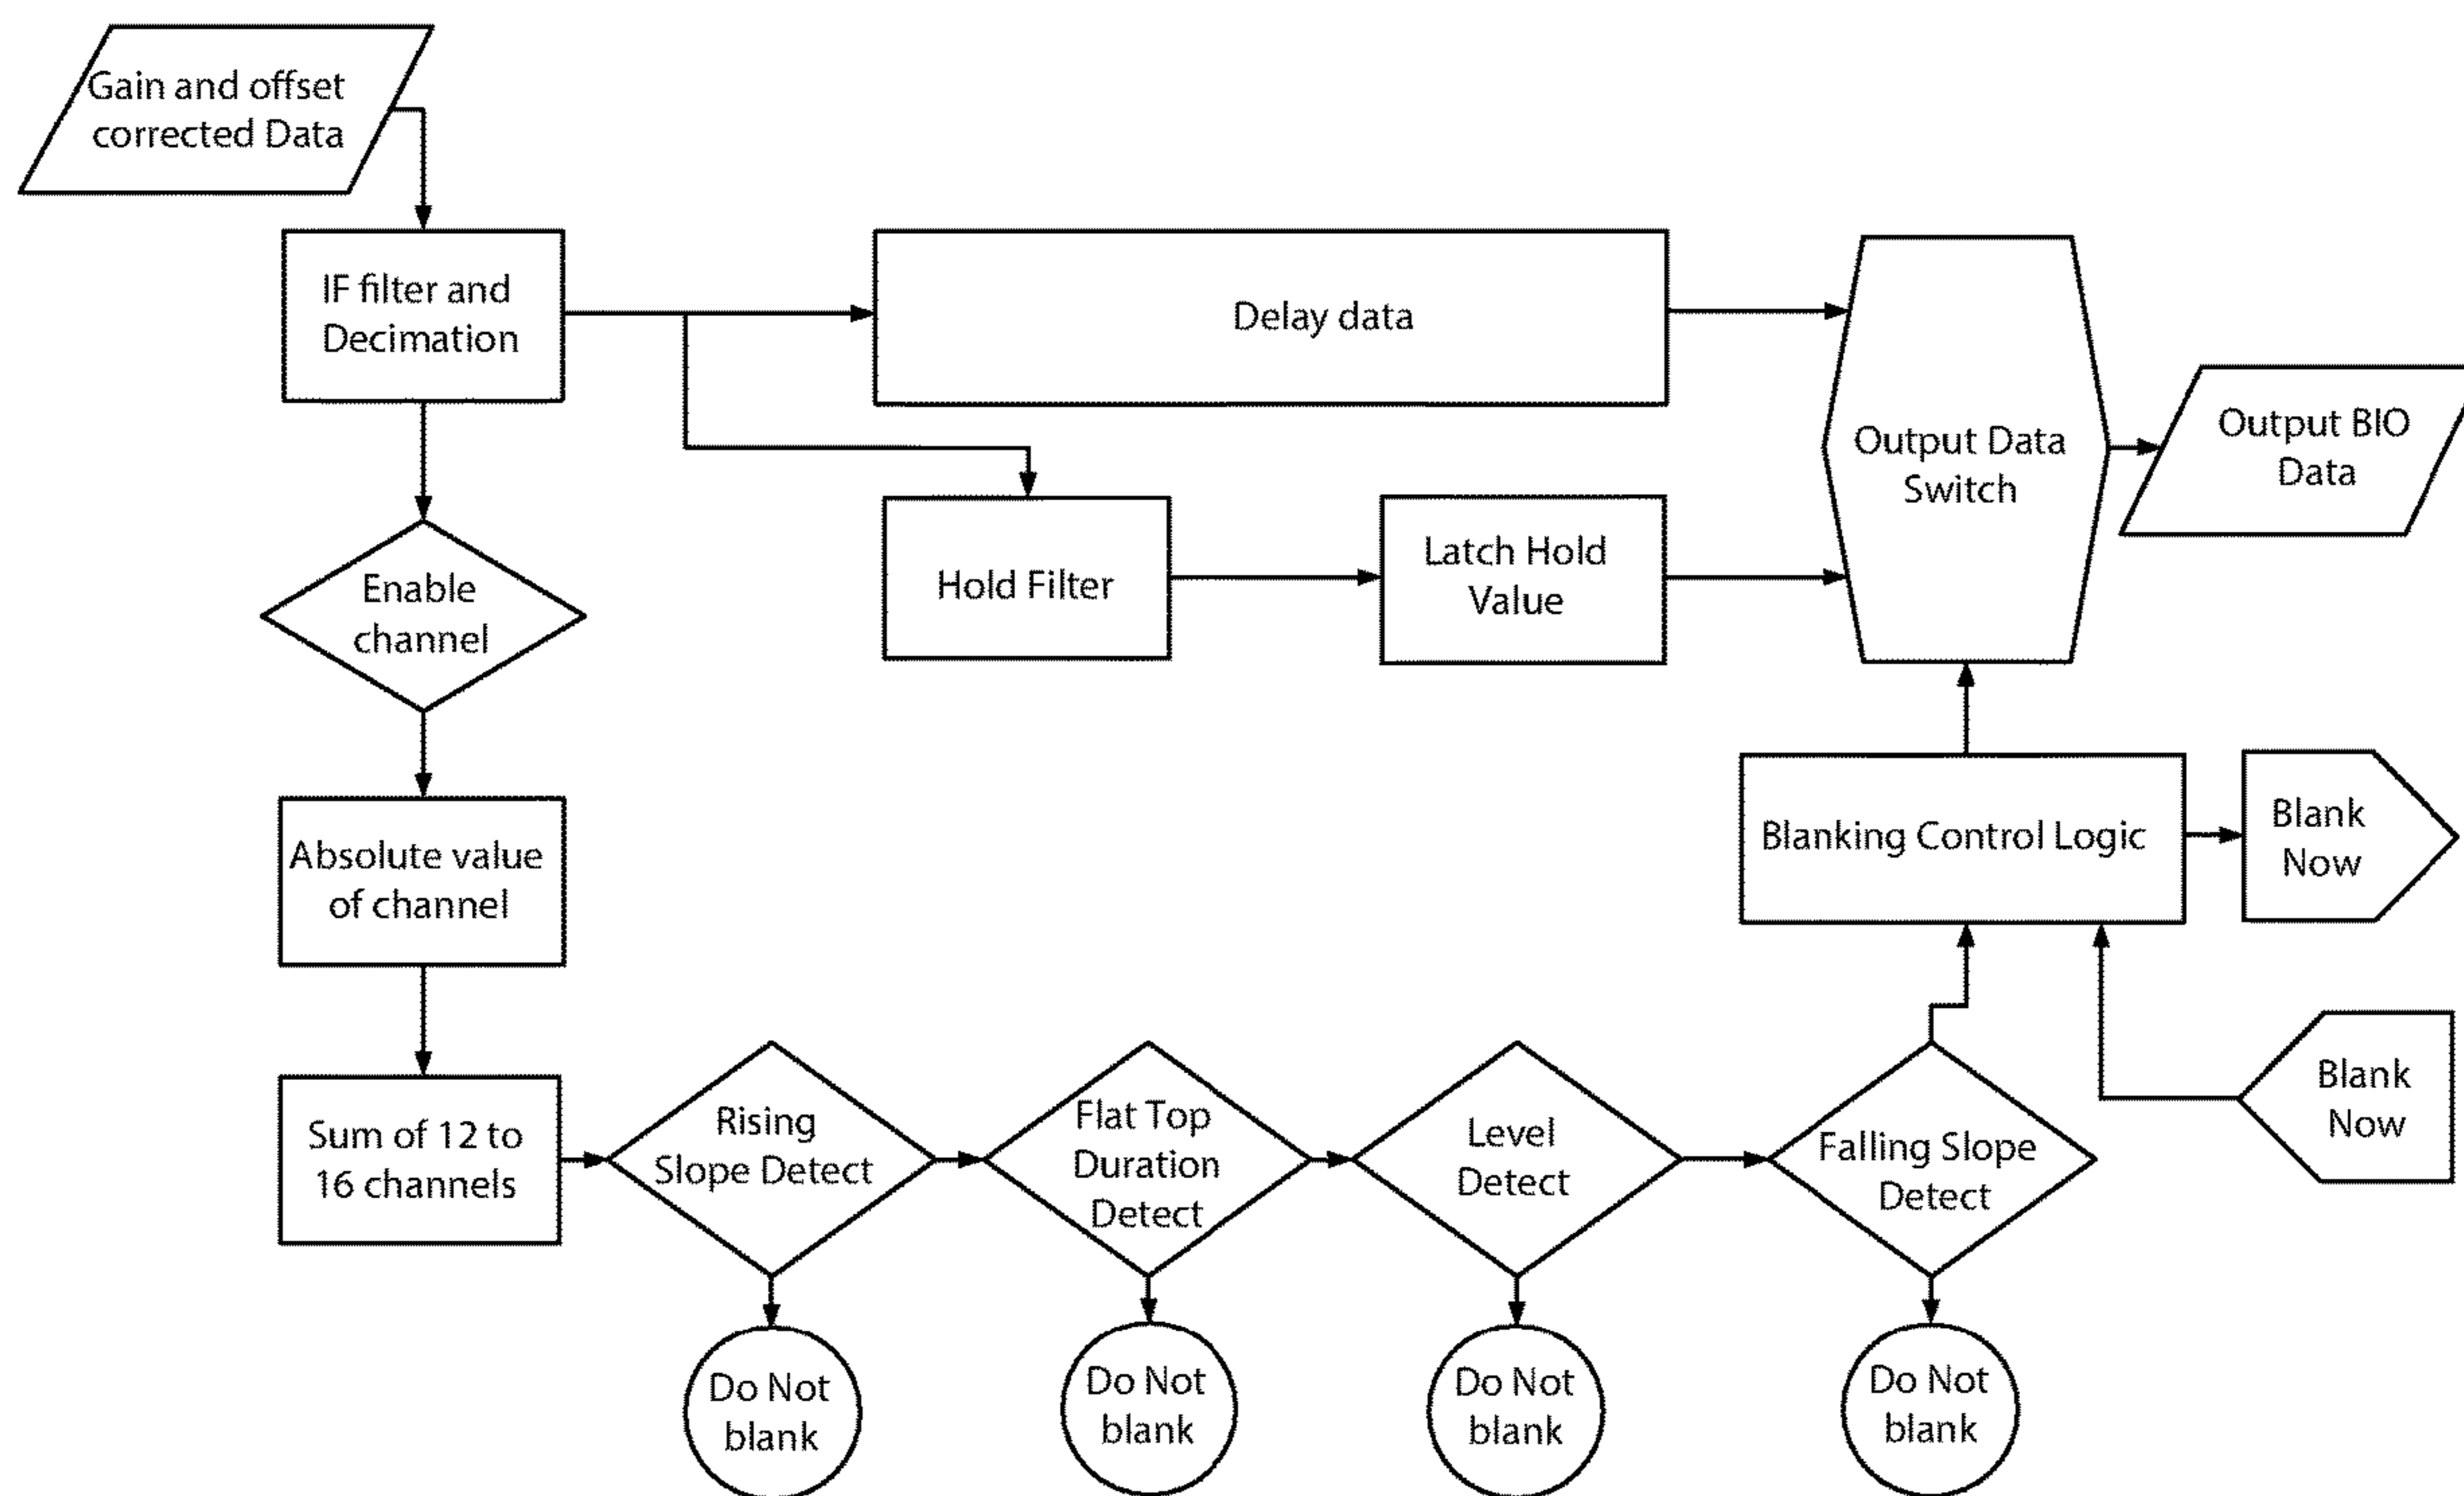 Gain and offset
corrected Data
IF filter and
Decimation
Delay data
Output Data
Switch
Output BIO
Data
Hold Filter
Latch Hold
Value
Enable
channel
Absolute value
of channel
Blanking Control Logic
Blank
Now
Sum of 12 to
16 channels
Rising
Slope Detect
Flat Top
Duration
Detect
Level
Detect
Falling Slope
Detect
Blank
Now
Do Not
blank
Do Not
blank
Do Not
blank
Do Not
blank